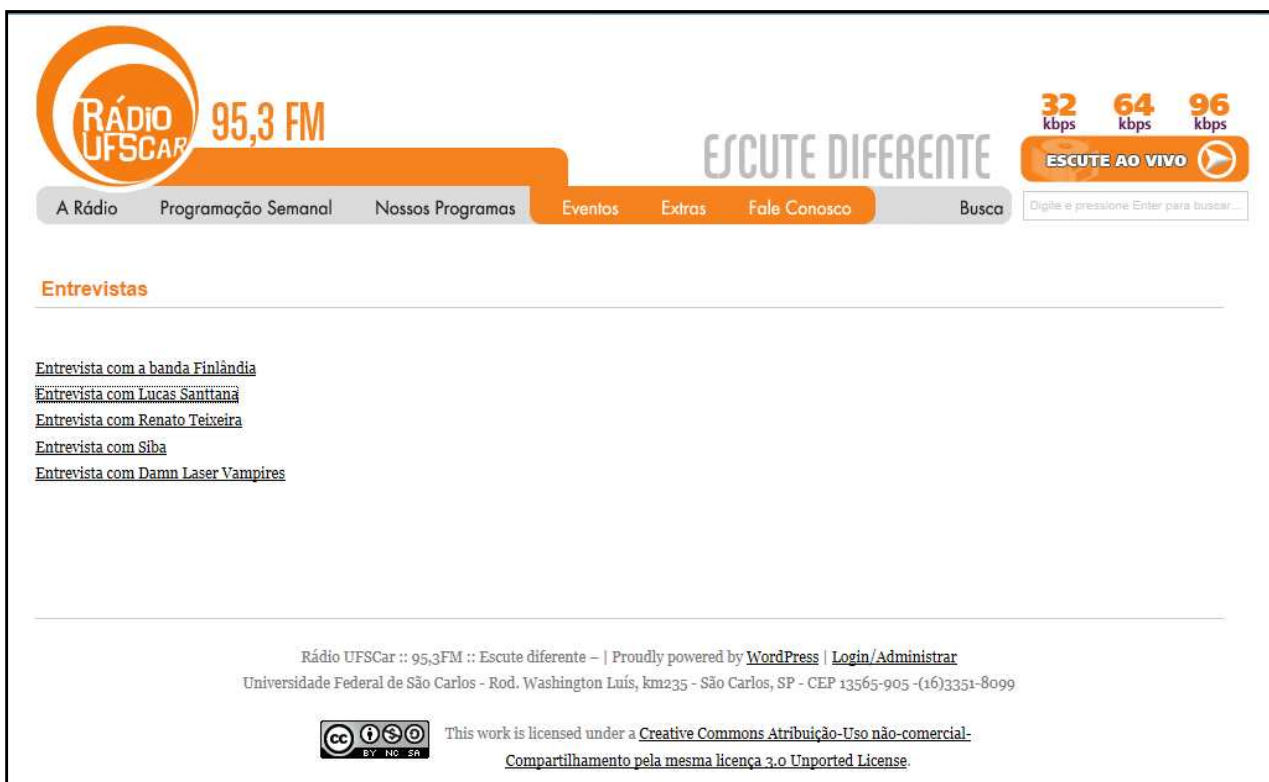 RÁDIO
UFSCAR
95,3 FM
ESCUTE DIFERENTE
32 64 96
kbps kbps kbps
ESCUTE AO VIVO
A Rádio Programação Semanal Nossos Programas Eventos Extras Fale Conosco Busca Digite e pressione Enter para buscar...
Entrevistas
Entrevista com a banda Finlândia
Entrevista com Lucas Santtana
Entrevista com Renato Teixeira
Entrevista com Siba
Entrevista com Damn Laser Vampires
Rádio UFSCar :: 95,3FM :: Escute diferente – | Proudly powered by WordPress | Login/Administrar
Universidade Federal de São Carlos - Rod. Washington Luís, km235 - São Carlos, SP - CEP 13565-905 -(16)3351-8099
cc BY NC SA
This work is licensed under a Creative Commons Atribuição-Uso não-comercial-
Compartilhamento pela mesma licença 3.0 Unported License.